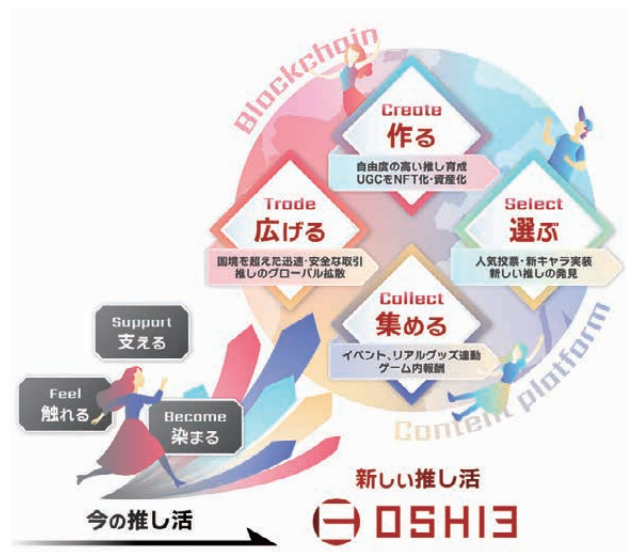 Blockchain
Create
作る
自由度の高い推し育成
UGCをNFT化・資産化
Trade
広げる
国境を超えた迅速・安全な取引
推しのグローバル拡散
Select
選ぶ
人気投票・新キャラ実装
新しい推しの発見
Collect
集める
イベント、リアルグッズ連動
ゲーム内報酬
Content platform
Support
支える
Feel
触れる
Become
染まる
今の推し活
新しい推し活
OSHI3